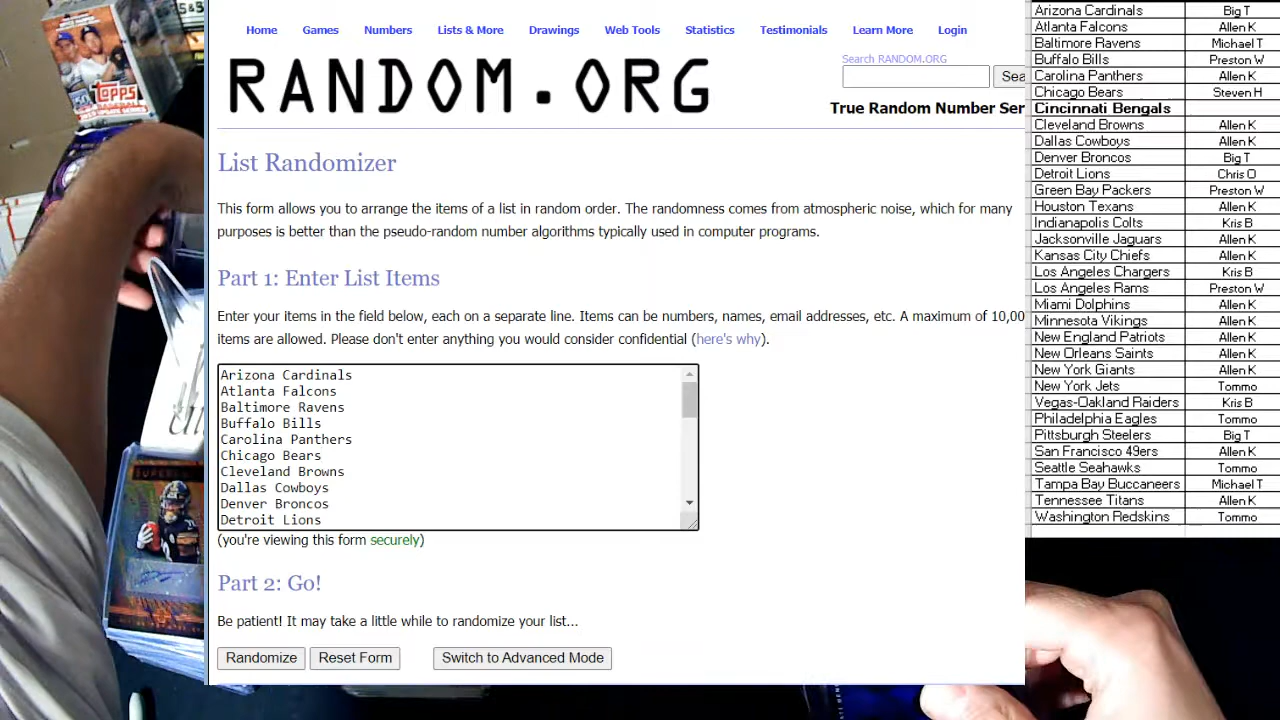 Home Games Numbers Lists & More Drawings Web Tools Statistics Testimonials Learn More Login
Search RANDOM.ORG
RANDOM.ORG
Sea
True Random Number Ser
List Randomizer
This form allows you to arrange the items of a list in random order. The randomness comes from atmospheric noise, which for many
purposes is better than the pseudo-random number algorithms typically used in computer programs.
Part 1: Enter List Items
Enter your items in the field below, each on a separate line. Items can be numbers, names, email addresses, etc. A maximum of 10,00
items are allowed. Please don't enter anything you would consider confidential (here's why).
Arizona Cardinals
Atlanta Falcons
Baltimore Ravens
Buffalo Bills
Carolina Panthers
Chicago Bears
Cleveland Browns
Dallas Cowboys
Denver Broncos
Detroit Lions
(you're viewing this form securely)
Part 2: Go!
Be patient! It may take a little while to randomize your list...
Randomize Reset Form Switch to Advanced Mode
Arizona Cardinals Big T
Atlanta Falcons Allen K
Baltimore Ravens Michael T
Buffalo Bills Preston W
Carolina Panthers Allen K
Chicago Bears Steven H
Cincinnati Bengals
Cleveland Browns Allen K
Dallas Cowboys Allen K
Denver Broncos Big T
Detroit Lions Chris O
Green Bay Packers Preston W
Houston Texans Allen K
Indianapolis Colts Kris B
Jacksonville Jaguars Allen K
Kansas City Chiefs Allen K
Los Angeles Chargers Kris B
Los Angeles Rams Preston W
Miami Dolphins Allen K
Minnesota Vikings Allen K
New England Patriots Allen K
New Orleans Saints Allen K
New York Giants Allen K
New York Jets Tommo
Vegas-Oakland Raiders Kris B
Philadelphia Eagles Tommo
Pittsburgh Steelers Big T
San Francisco 49ers Allen K
Seattle Seahawks Tommo
Tampa Bay Buccaneers Michael T
Tennessee Titans Allen K
Washington Redskins Tommo
TOPPS